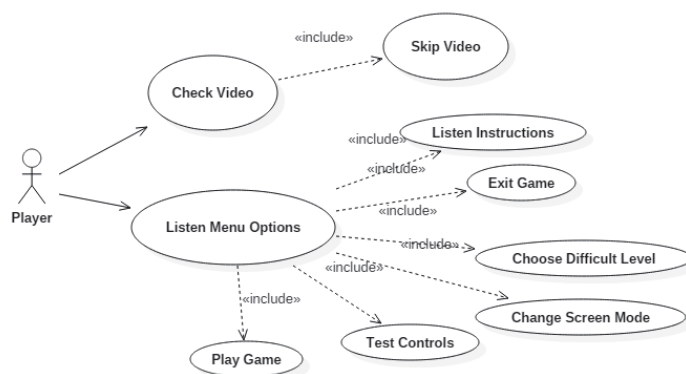 «include»
Skip Video
Check Video
«include»
Listen Instructions
«include»
Exit Game
Player
«include»
Listen Menu Options
«include»
Choose Difficult Level
«include»
«include»
Change Screen Mode
Test Controls
Play Game